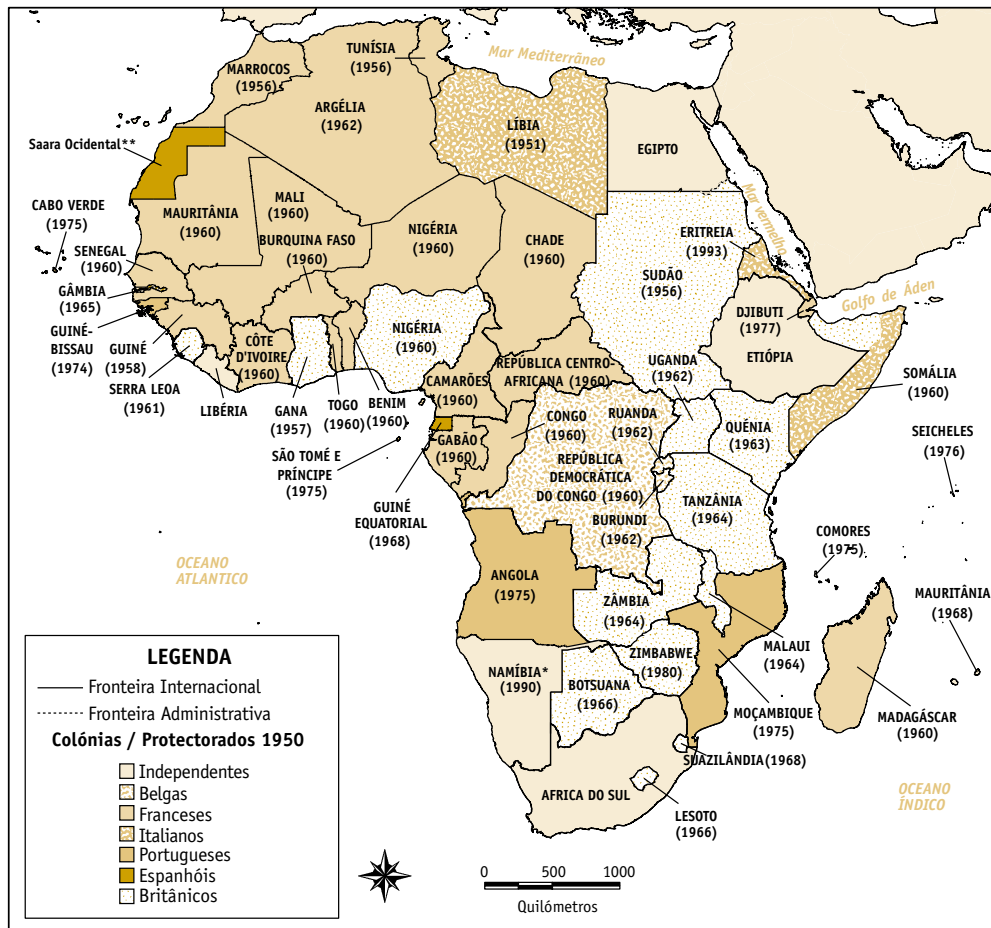 Mar Mediterrâneo
TUNÍSIA
(1956)
MARROCOS
(1956)
ARGÉLIA
(1962)
LÍBIA
(1951)
EGIPTO
Saara Ocidental**
Mar vermelho
CABO VERDE
(1975)
MAURITÂNIA
(1960)
MALI
(1960)
BURQUINA FASO
(1960)
NIGÉRIA
(1960)
CHADE
(1960)
SUDÃO
(1956)
ERITREIA
(1993)
SENEGAL
(1960)
GÂMBIA
(1965)
GUINÉ-
BISSAU
(1974)
GUINÉ
(1958)
SERRA LEOA
(1961)
LIBÉRIA
CÔTE
D'IVOIRE
(1960)
GANA
(1957)
TOGO
(1960)
BENIM
(1960)
NIGÉRIA
(1960)
CAMARÕES
(1960)
REPÚBLICA CENTRO-
AFRICANA (1960)
Golfo de Áden
DJIBUTI
(1977)
ETIÓPIA
UGANDA
(1962)
SOMÁLIA
(1960)
QUÉNIA
(1963)
SEICHELES
(1976)
SÃO TOMÉ E
PRÍNCIPE
(1975)
GUINÉ
EQUATORIAL
(1968)
GABÃO
(1960)
CONGO
(1960)
RUANDA
(1962)
REPÚBLICA
DEMOCRÁTICA
DO CONGO (1960)
BURUNDI
(1962)
TANZÂNIA
(1964)
COMORES
(1975)
OCEANO
ATLANTICO
ANGOLA
(1975)
ZÂMBIA
(1964)
MALAUI
(1964)
MAURITÂNIA
(1968)
NAMÍBIA*
(1990)
BOTSUANA
(1966)
ZIMBABWE
(1980)
MOÇAMBIQUE
(1975)
MADAGÁSCAR
(1960)
SUAZILÂNDIA (1968)
AFRICA DO SUL
LESOTO
(1966)
OCEANO
ÍNDICO
LEGENDA
Fronteira Internacional
Fronteira Administrativa
Colónias / Protectorados 1950
Independentes
Belgas
Franceses
Italianos
Portugueses
Espanhóis
Britânicos
0 500 1000
Quilómetros